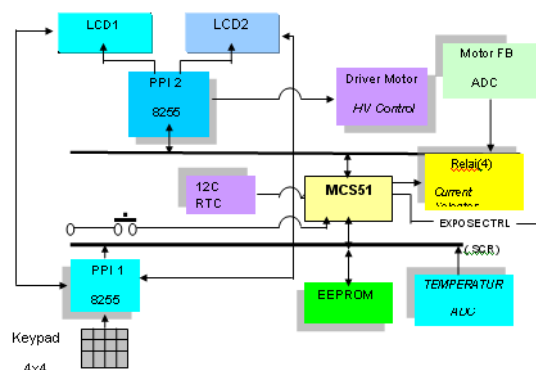 LCD1
LCD2
Motor FB
ADC
PPI 2
8255
Driver Motor
HV Control
Relai(4)
Current
12C
RTC
MCS51
EXPOSECTRL
(.SCR)
PPI 1
8255
EEPROM
TEMPERATUR
ADC
Keypad
4x4